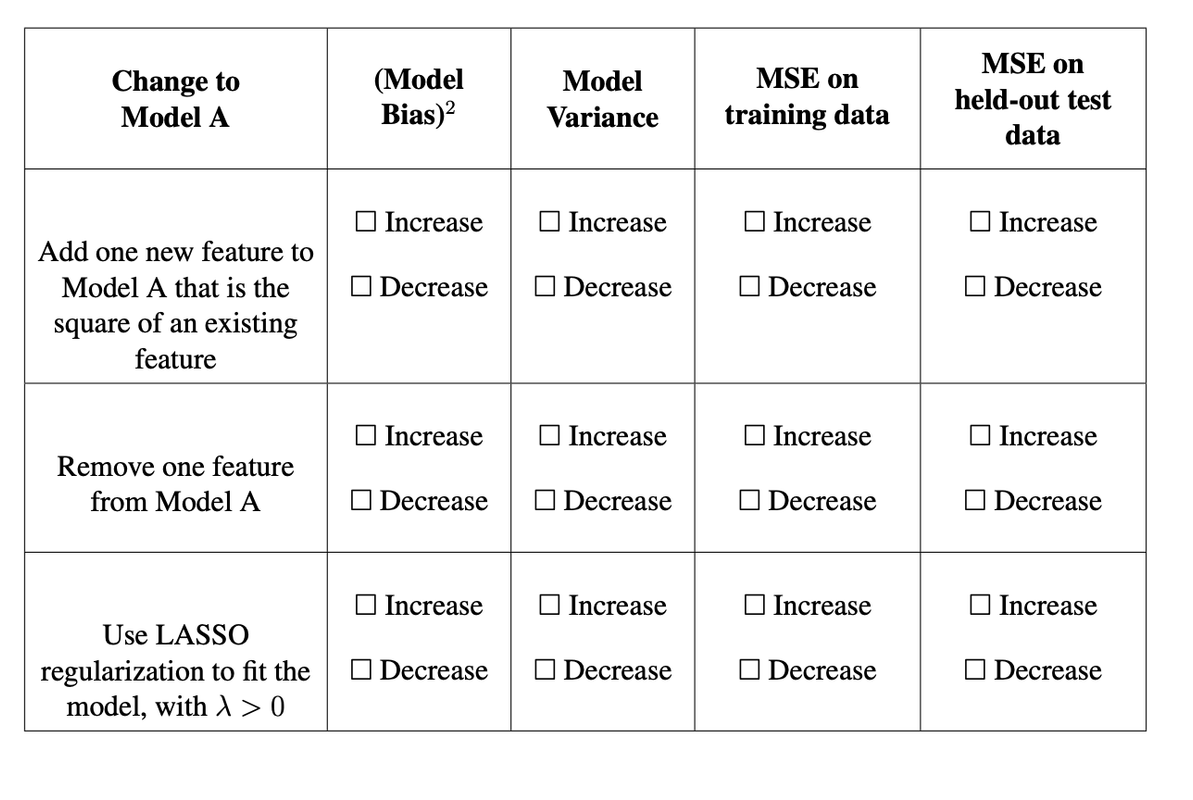 Change to
Model A
(Model
Bias)²
Model
Variance
MSE on
training data
MSE on
held-out test
data
Add one new feature to
Model A that is the
square of an existing
feature
☐ Increase
☐ Decrease
☐ Increase
☐ Decrease
☐ Increase
☐ Decrease
☐ Increase
☐ Decrease
Remove one feature
from Model A
☐ Increase
☐ Decrease
☐ Increase
☐ Decrease
☐ Increase
☐ Decrease
☐ Increase
☐ Decrease
Use LASSO
regularization to fit the
model, with λ > 0
☐ Increase
☐ Decrease
☐ Increase
☐ Decrease
☐ Increase
☐ Decrease
☐ Increase
☐ Decrease